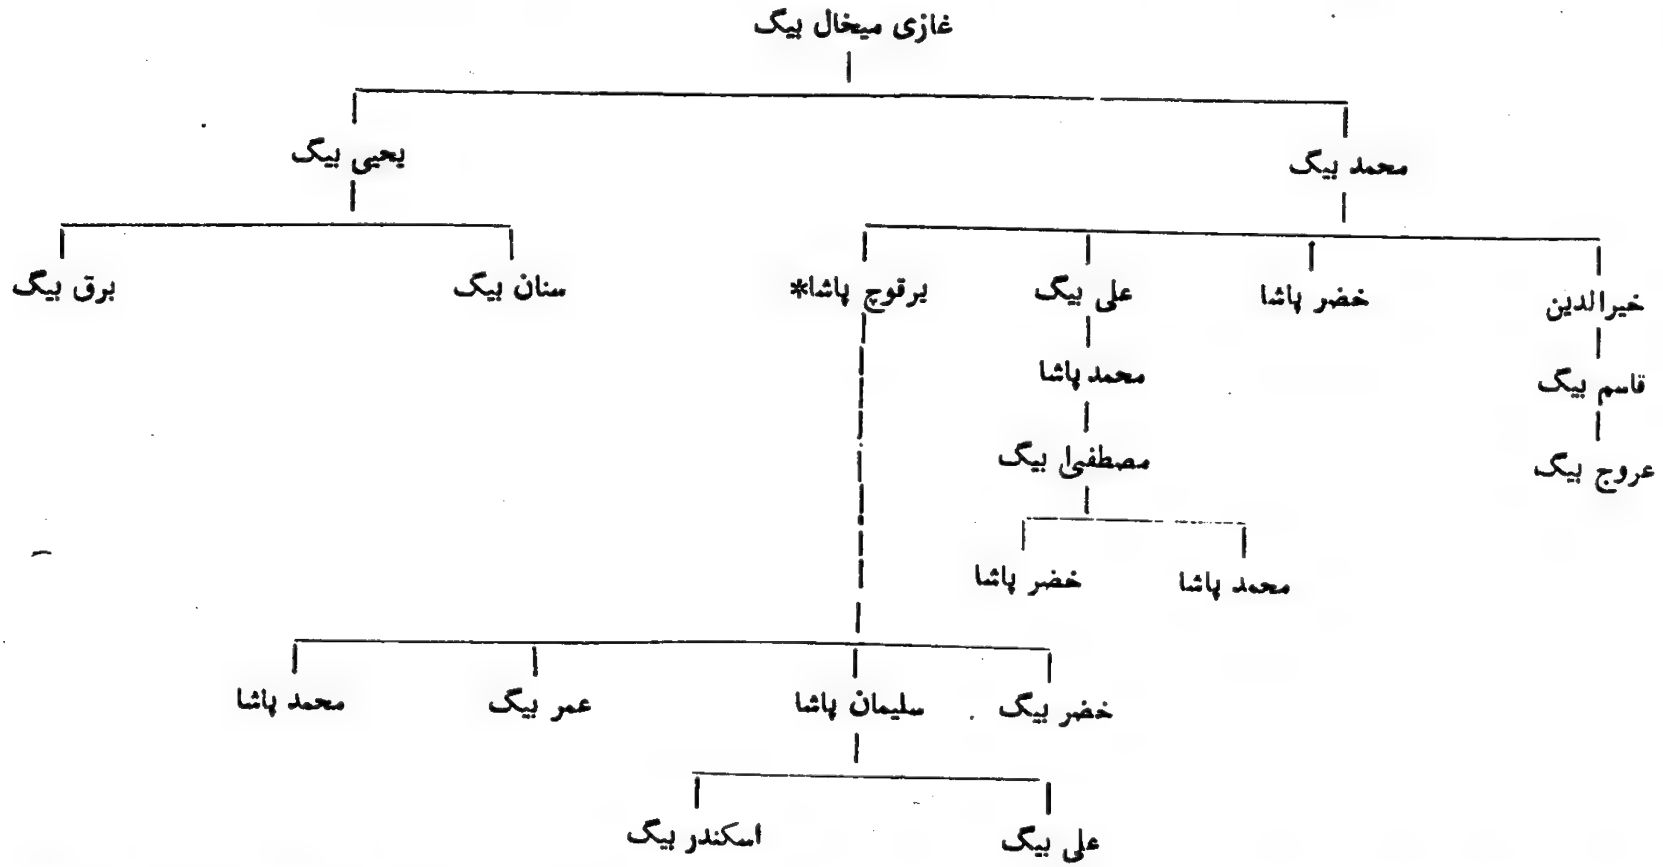 غازی میخال بیگ
محمد بیگ
یحیی بیگ
خیرالدین
خضر پاشا
علی بیگ
برقوچ پاشا*
سنان بیگ
برق بیگ
محمد پاشا
قاسم بیگ
مصطفیٰ بیگ
عروج بیگ
محمد پاشا
خضر پاشا
خضر بیگ
سلیمان پاشا
عمر بیگ
محمد پاشا
علی بیگ
اسکندر بیگ